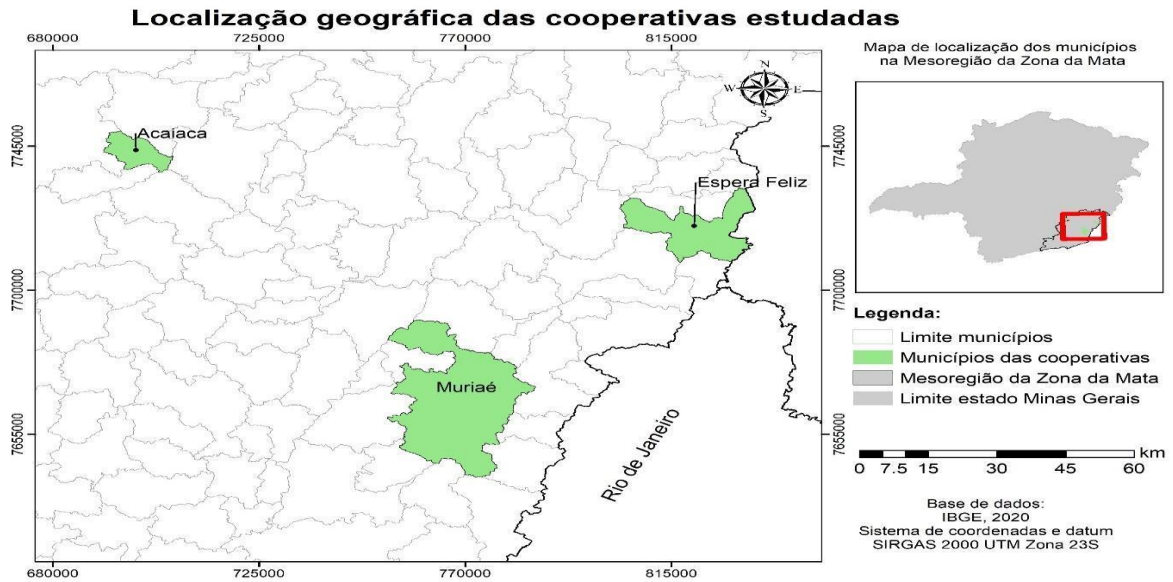 Localização geográfica das cooperativas estudadas
680000
725000
770000
815000
7745000
7700000
7655000
Acaiaca
Espera Feliz
Muriaé
Rio de Janeiro
N
W
E
S
7745000
7700000
7655000
680000
725000
770000
815000
Mapa de localização dos municípios
na Mesoregião da Zona da Mata
Legenda:
Limite municípios
Municípios das cooperativas
Mesoregião da Zona da Mata
Limite estado Minas Gerais
km
0 7.5 15 30 45 60
Base de dados:
IBGE, 2020
Sistema de coordenadas e datum
SIRGAS 2000 UTM Zona 23S